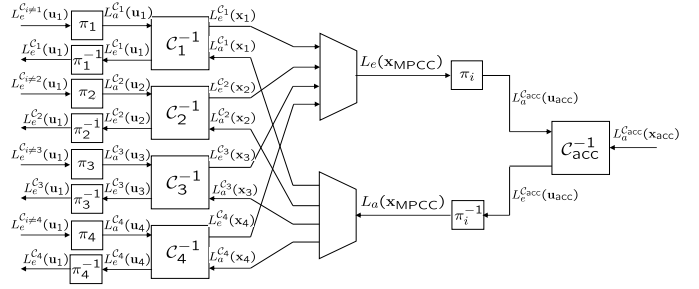 L_e^{C_{i≠1}}(u_1) π_1 L_a^{C_1}(u_1) C_1^{-1} L_e^{C_1}(x_1)
L_e^{C_1}(u_1) π_1^{-1} L_e^{C_1}(u_1) L_a^{C_1}(x_1)
L_e^{C_{i≠2}}(u_1) π_2 L_a^{C_2}(u_2) C_2^{-1} L_e^{C_2}(x_2)
L_e^{C_2}(u_1) π_2^{-1} L_e^{C_2}(u_2) L_a^{C_2}(x_2)
L_e^{C_{i≠3}}(u_1) π_3 L_a^{C_3}(u_3) C_3^{-1} L_e^{C_3}(x_3)
L_e^{C_3}(u_1) π_3^{-1} L_e^{C_3}(u_3) L_a^{C_3}(x_3)
L_e^{C_{i≠4}}(u_1) π_4 L_a^{C_4}(u_4) C_4^{-1} L_e^{C_4}(x_4)
L_e^{C_4}(u_1) π_4^{-1} L_e^{C_4}(u_4) L_a^{C_4}(x_4)
L_e(x_MPCC) π_i L_a^{C_acc}(u_acc)
C_acc^{-1} L_a^{C_acc}(x_acc)
L_a(x_MPCC) π_i^{-1} L_e^{C_acc}(u_acc)